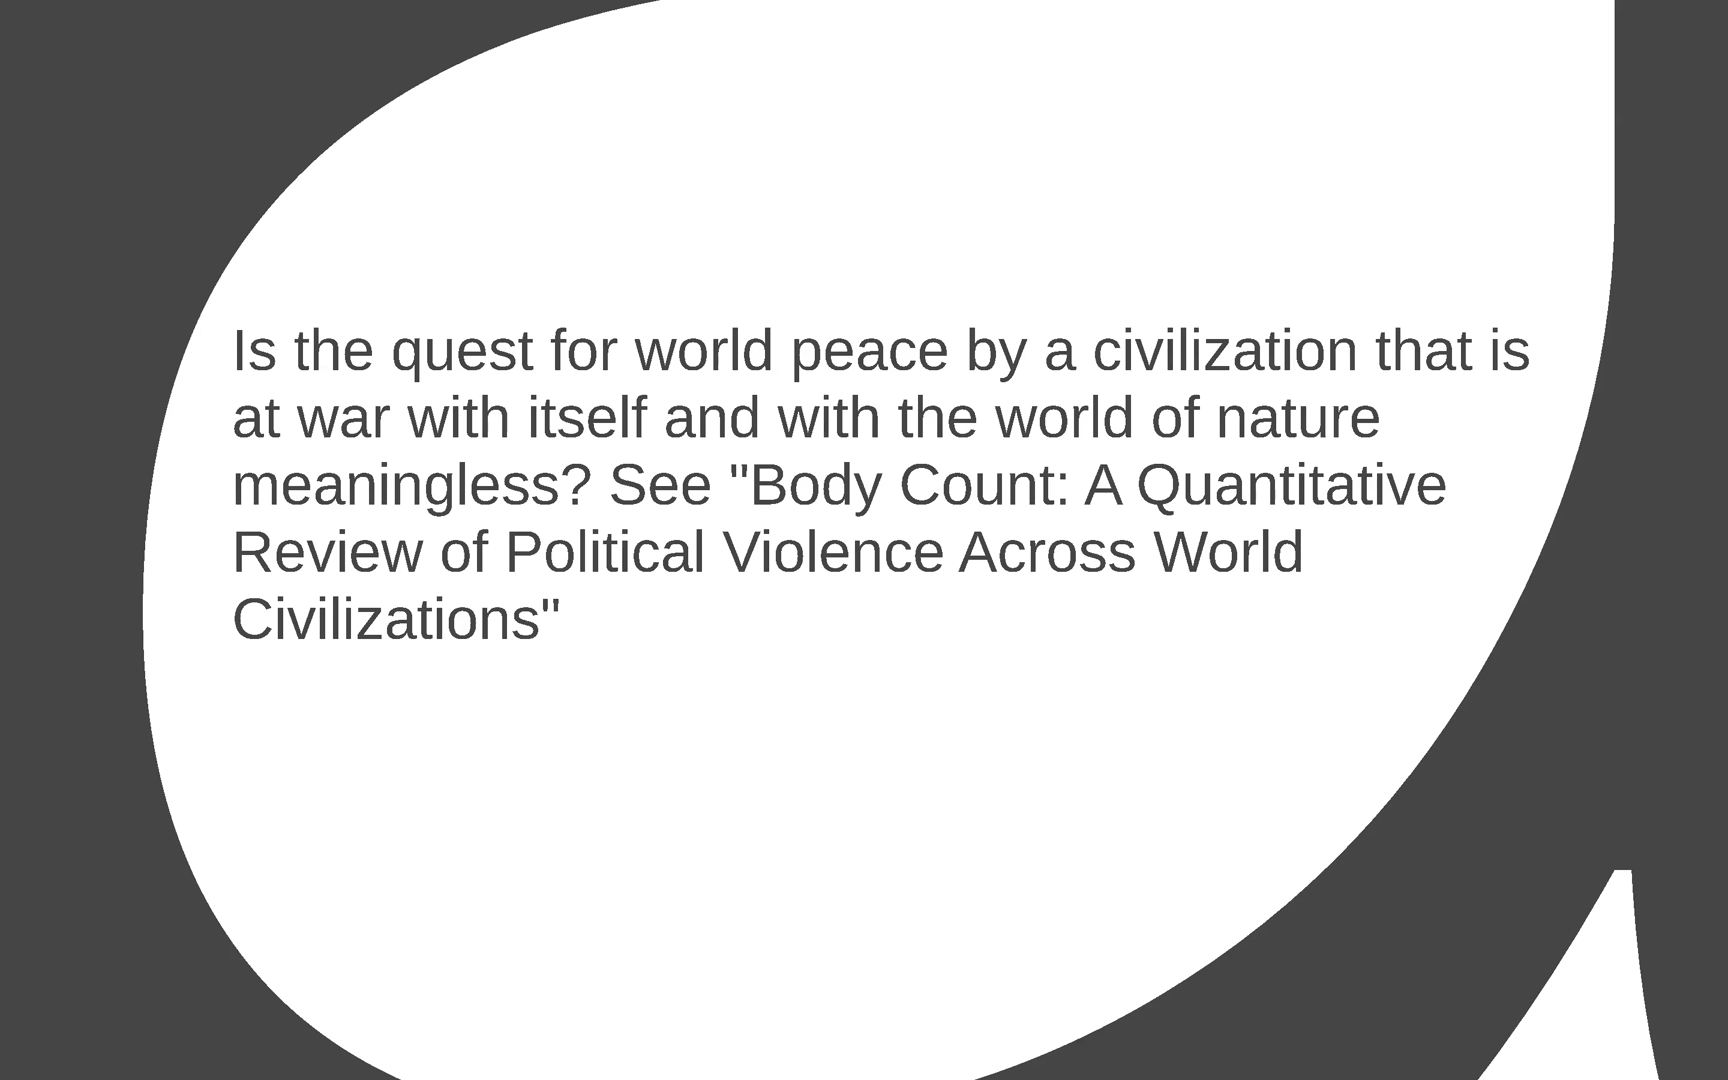 Is the quest for world peace by a civilization that is
at war with itself and with the world of nature
meaningless? See "Body Count: A Quantitative
Review of Political Violence Across World
Civilizations"